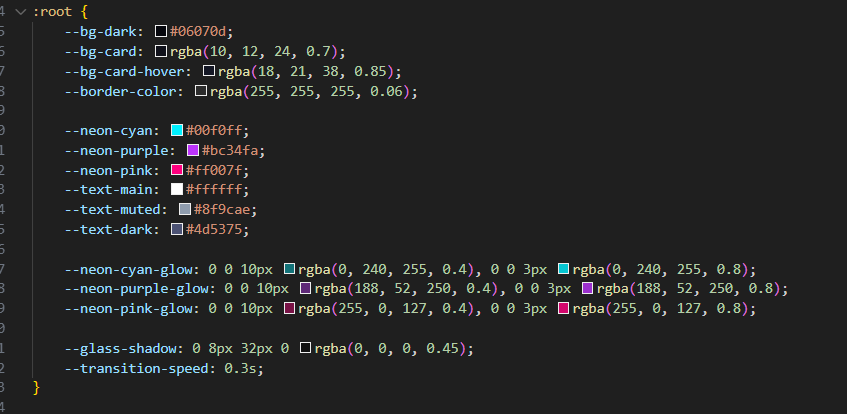 :root {
--bg-dark: #06070d;
--bg-card: rgba(10, 12, 24, 0.7);
--bg-card-hover: rgba(18, 21, 38, 0.85);
--border-color: rgba(255, 255, 255, 0.06);
--neon-cyan: #00f0ff;
--neon-purple: #bc34fa;
--neon-pink: #ff007f;
--text-main: #ffffff;
--text-muted: #8f9cae;
--text-dark: #4d5375;
--neon-cyan-glow: 0 0 10px rgba(0, 240, 255, 0.4), 0 0 3px rgba(0, 240, 255, 0.8);
--neon-purple-glow: 0 0 10px rgba(188, 52, 250, 0.4), 0 0 3px rgba(188, 52, 250, 0.8);
--neon-pink-glow: 0 0 10px rgba(255, 0, 127, 0.4), 0 0 3px rgba(255, 0, 127, 0.8);
--glass-shadow: 0 8px 32px 0 rgba(0, 0, 0, 0.45);
--transition-speed: 0.3s;
}